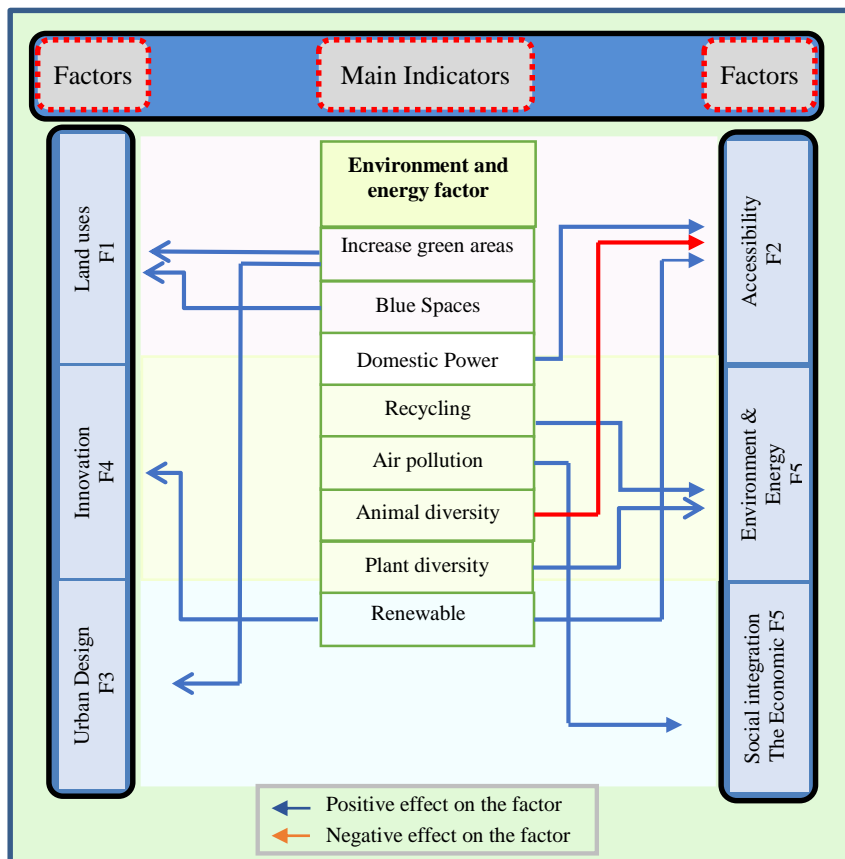 Factors
Main Indicators
Factors
Land uses
F1
Innovation
F4
Urban Design
F3
Environment and
energy factor
Increase green areas
Blue Spaces
Domestic Power
Recycling
Air pollution
Animal diversity
Plant diversity
Renewable
Accessibility
F2
Environment &
Energy
F5
Social integration
The Economic F5
Positive effect on the factor
Negative effect on the factor